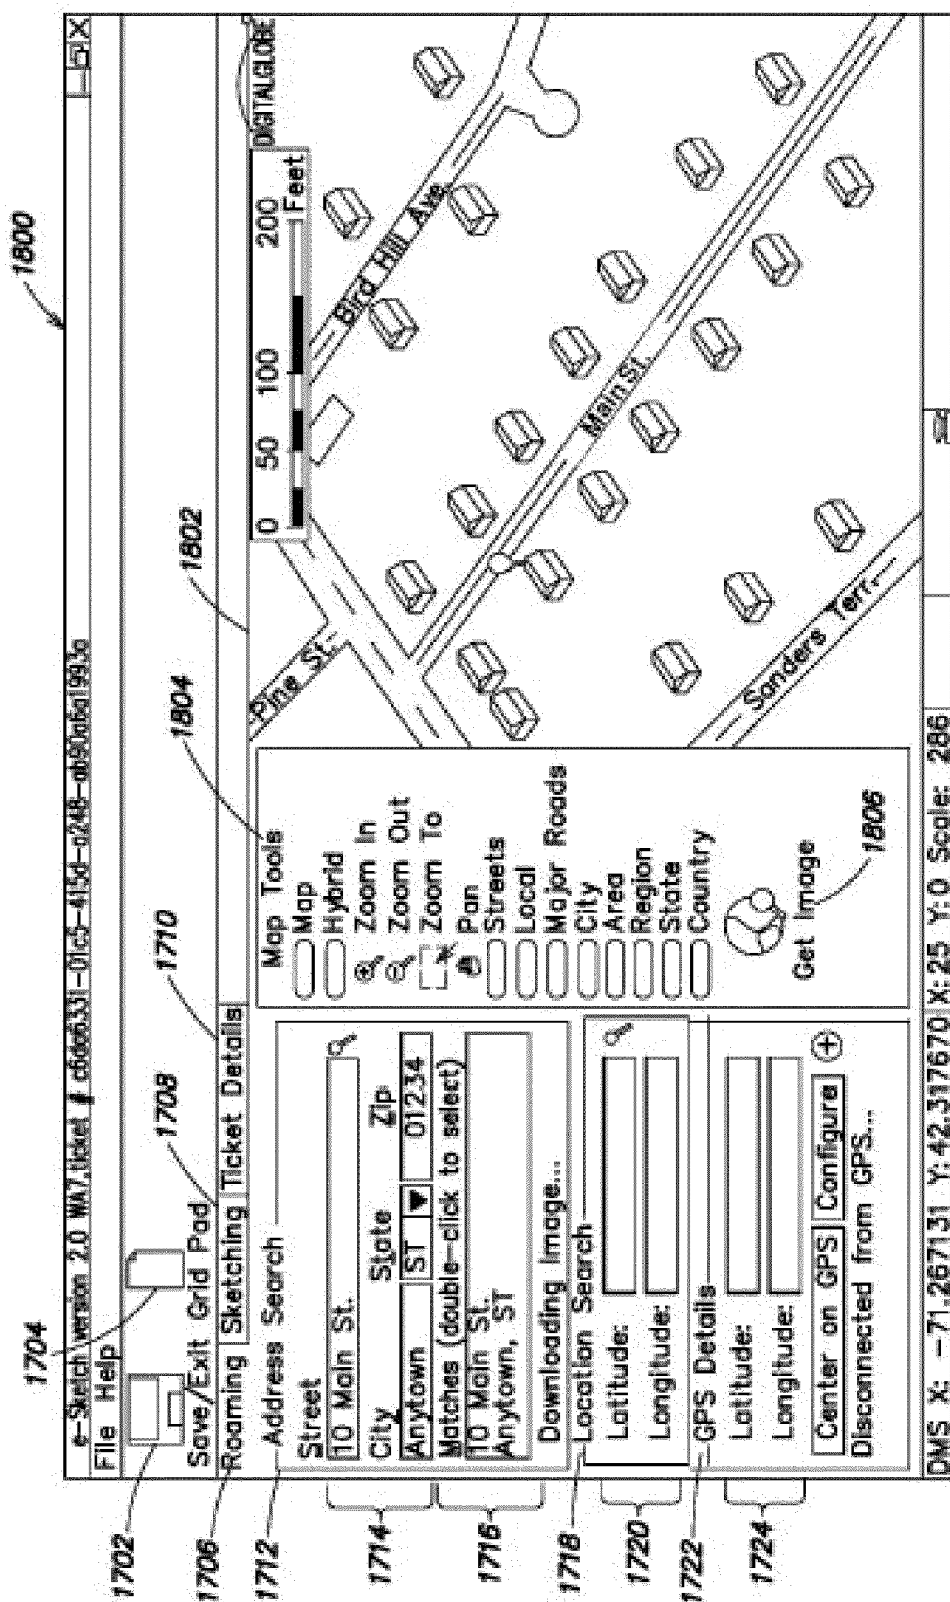 1800
e-Sketch version 2.0 WA7, ticket # c6do6331-01c5-415d-a248-ab90a6a1993a
File Help
1702
1704
Save/Exit Grid Pad
1706
1708
1710
Roaming Sketching Ticket Details
1712
Address Search
Street
10 Main St.
City State Zip
Anytown ST 01234
1714
Matches (double-click to select)
10 Main St.
Anytown, ST
1716
Downloading Image...
1718
Location Search
Latitude:
Longitude:
1720
1722
GPS Details
Latitude:
Longitude:
1724
Center on GPS Configure
Disconnected from GPS...
1804
Map Tools
Map
Hybrid
Zoom In
Zoom Out
Zoom To
Pan
Streets
Local
Major Roads
City
Area
Region
State
Country
Get Image
1806
1802
0 50 100 200
Feet
DIGITALGLOBE
Pine St.
Bird Hill Ave
Main St.
Sanders Terr.
DMS X: -71.267131 Y: 42.317670 X: 25 Y: 0 Scale: 286